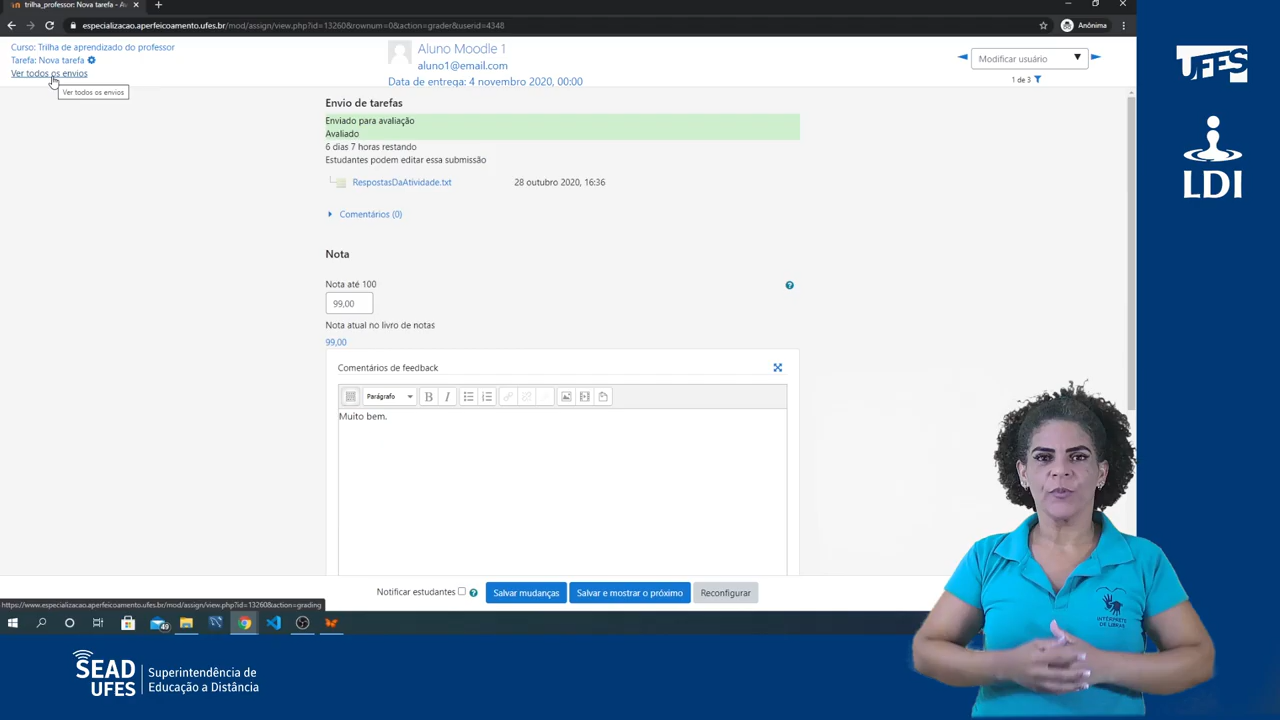 trilha_professor: Nova tarefa - Av
especializacao.aperfeicoamento.ufes.br/mod/assign/view.php?id=13260&rownum=0&action=grader&userid=4348
Anônima
Curso: Trilha de aprendizado do professor
Tarefa: Nova tarefa
Ver todos os envios
Ver todos os envios
Aluno Moodle 1
aluno1@email.com
Data de entrega: 4 novembro 2020, 00:00
Modificar usuário
1 de 3
UFES
LDI
Envio de tarefas
Enviado para avaliação
Avaliado
6 dias 7 horas restando
Estudantes podem editar essa submissão
RespostasDaAtividade.txt 28 outubro 2020, 16:36
Comentários (0)
Nota
Nota até 100
99,00
Nota atual no livro de notas
99,00
Comentários de feedback
Parágrafo B I
Muito bem.
Notificar estudantes Salvar mudanças Salvar e mostrar o próximo Reconfigurar
https://www.especializacao.aperfeicoamento.ufes.br/mod/assign/view.php?id=13260&action=grading
49
INTÉRPRETE
DE LIBRAS
SEAD
UFES
Superintendência de
Educação a Distância